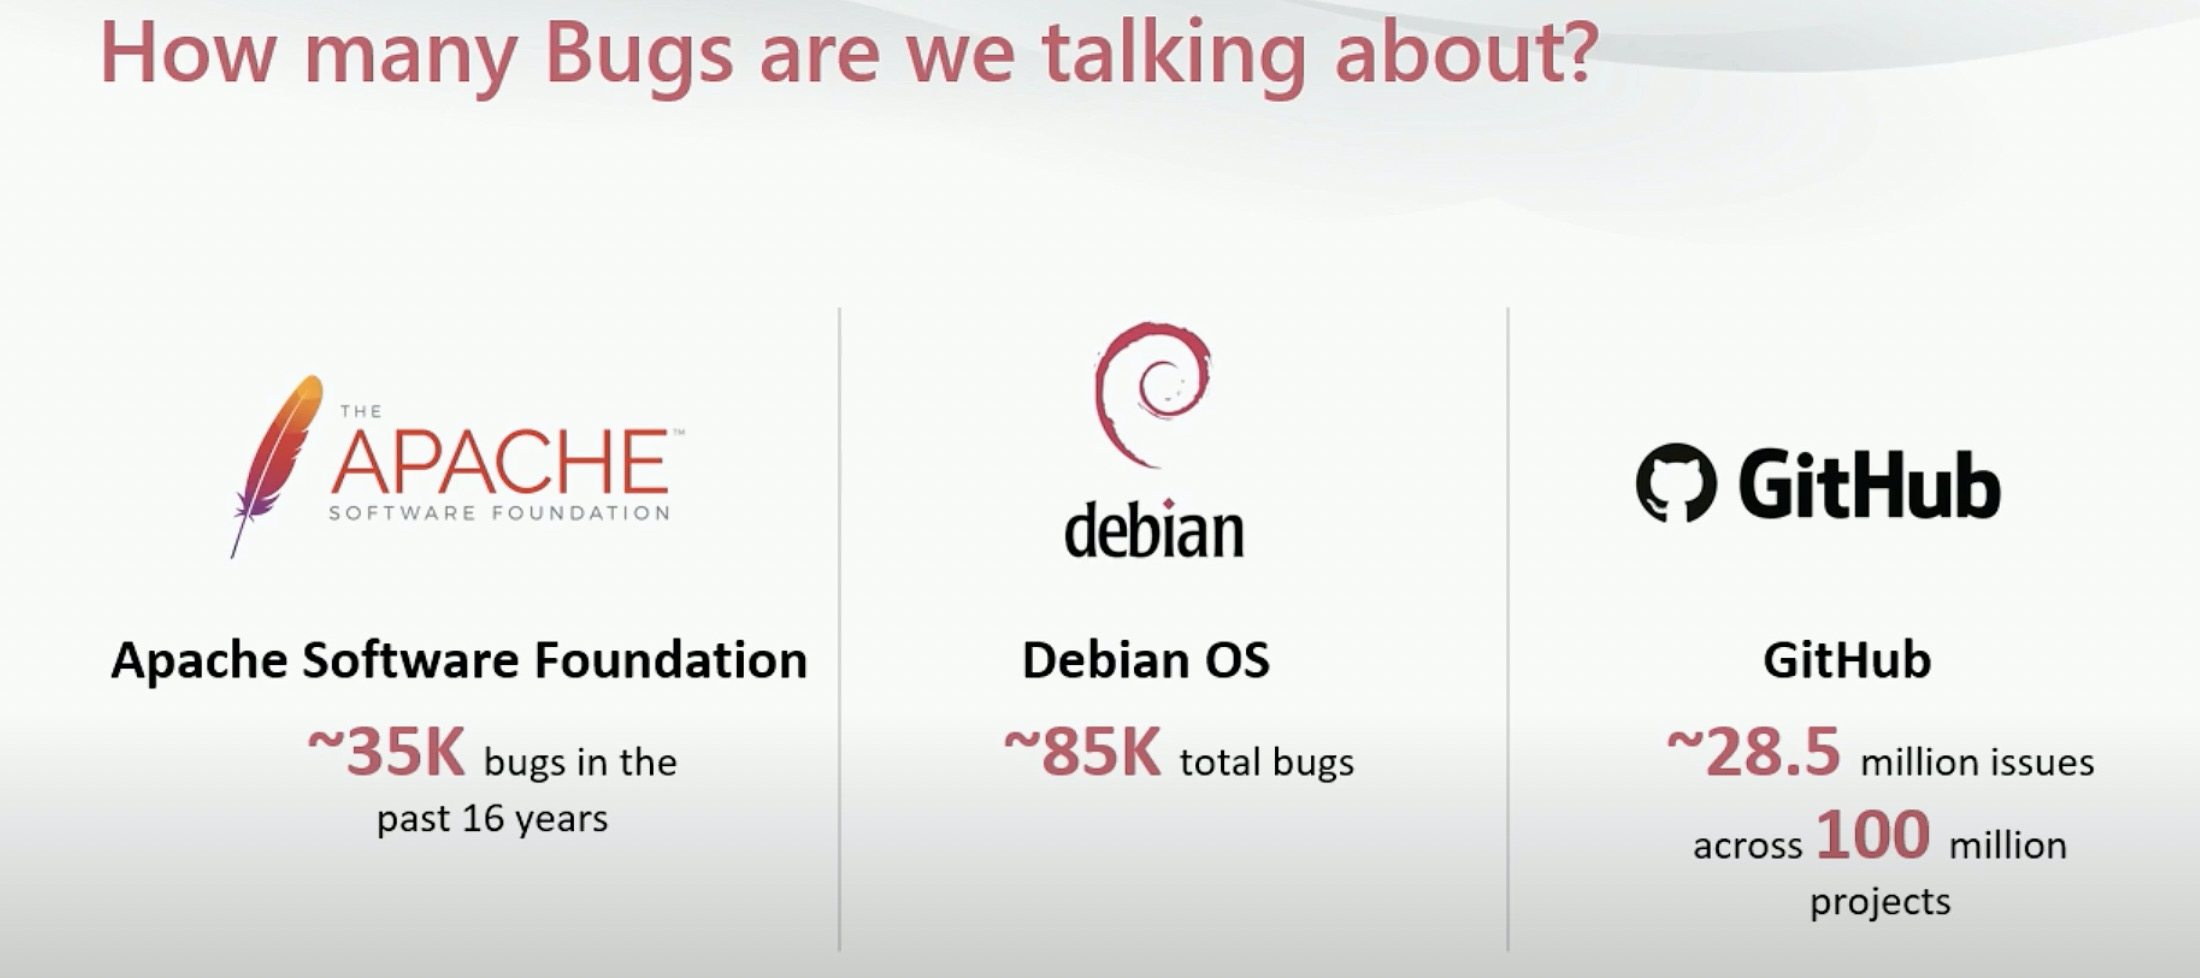 How many Bugs are we talking about?
THE
APACHE™
SOFTWARE FOUNDATION
Apache Software Foundation
~35K bugs in the
past 16 years
debian
Debian OS
~85K total bugs
GitHub
GitHub
~28.5 million issues
across 100 million
projects